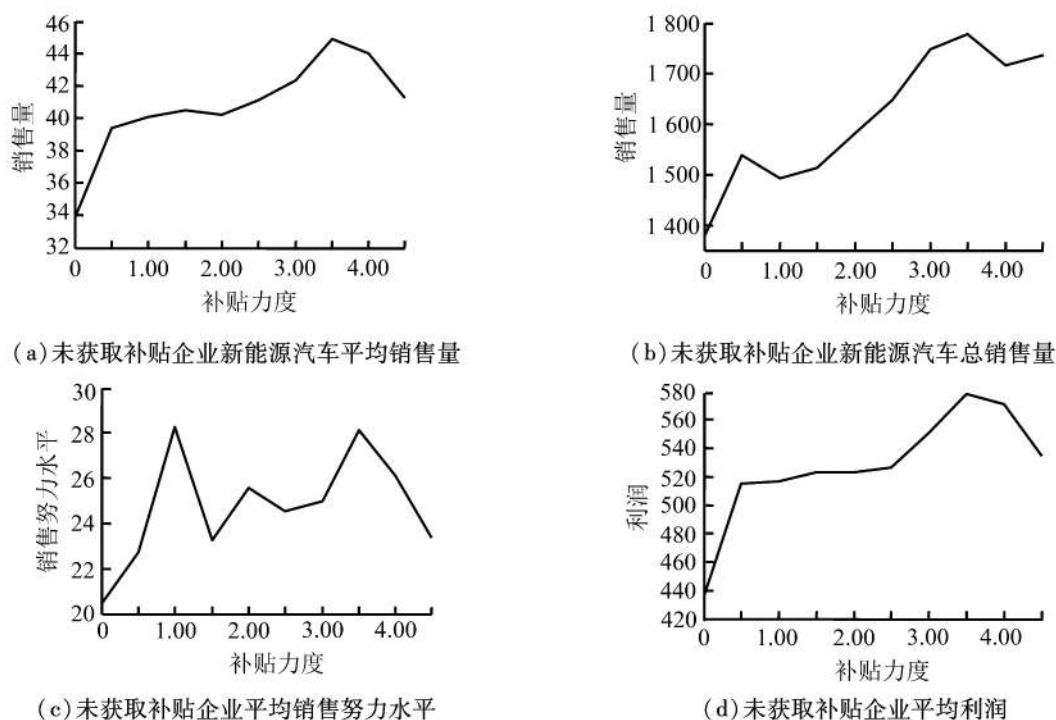 46
44
42
40
38
36
34
32
销售量
0 1.00 2.00 3.00 4.00
补贴力度
(a)未获取补贴企业新能源汽车平均销售量
1 800
1 700
1 600
1 500
1 400
销售量
0 1.00 2.00 3.00 4.00
补贴力度
(b)未获取补贴企业新能源汽车总销售量
30
28
26
24
22
20
销售努力水平
0 1.00 2.00 3.00 4.00
补贴力度
(c)未获取补贴企业平均销售努力水平
580
560
540
520
500
480
460
440
420
利润
0 1.00 2.00 3.00 4.00
补贴力度
(d)未获取补贴企业平均利润